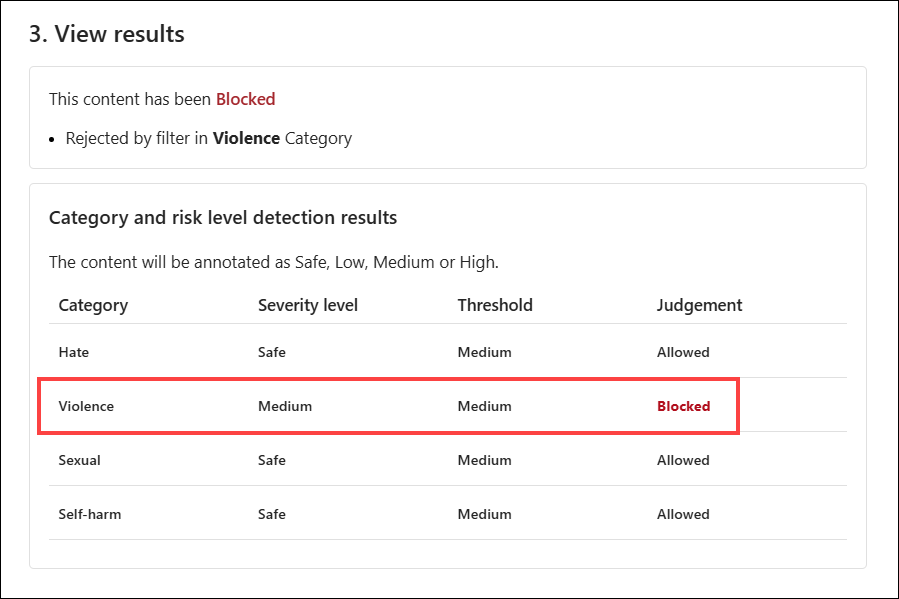 3. View results
This content has been Blocked
• Rejected by filter in Violence Category
Category and risk level detection results
The content will be annotated as Safe, Low, Medium or High.
Category Severity level Threshold Judgement
Hate Safe Medium Allowed
Violence Medium Medium Blocked
Sexual Safe Medium Allowed
Self-harm Safe Medium Allowed